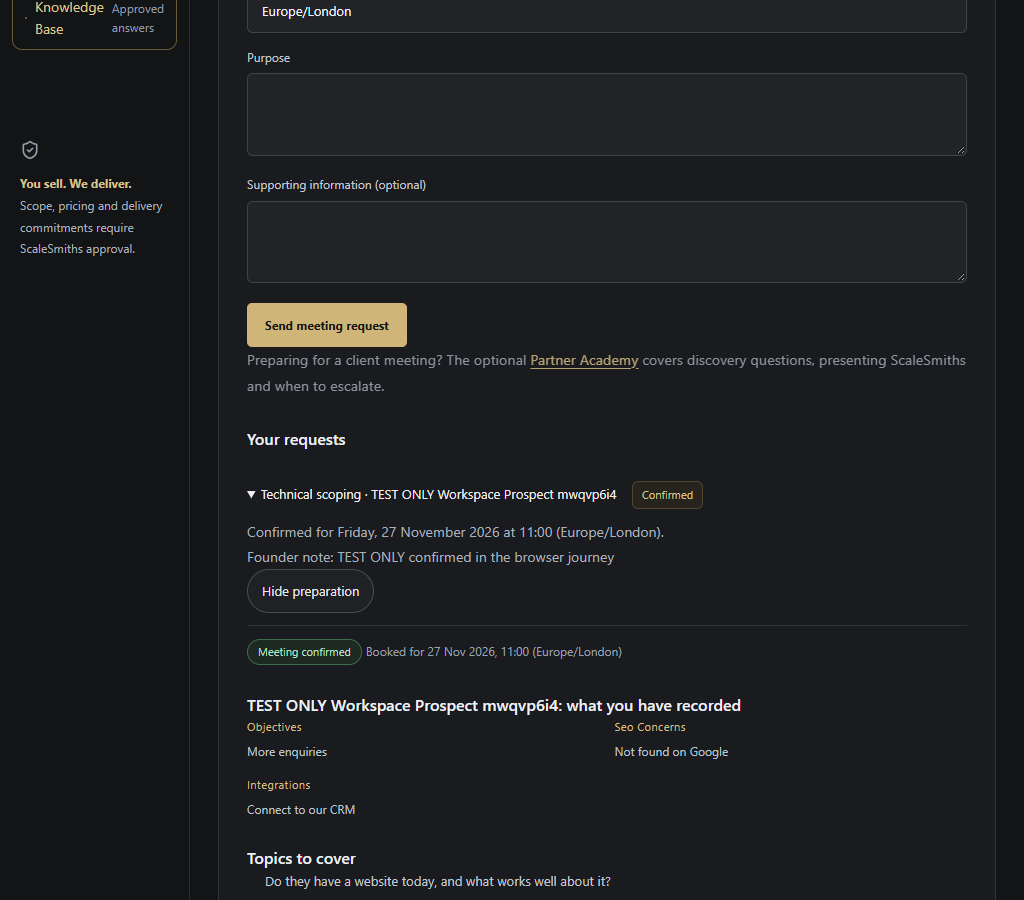 Knowledge Base
Approved answers
You sell. We deliver.
Scope, pricing and delivery
commitments require
ScaleSmiths approval.
Europe/London
Purpose
Supporting information (optional)
Send meeting request
Preparing for a client meeting? The optional Partner Academy covers discovery questions, presenting ScaleSmiths
and when to escalate.
Your requests
▼ Technical scoping · TEST ONLY Workspace Prospect mwqvp6i4 Confirmed
Confirmed for Friday, 27 November 2026 at 11:00 (Europe/London).
Founder note: TEST ONLY confirmed in the browser journey
Hide preparation
Meeting confirmed Booked for 27 Nov 2026, 11:00 (Europe/London)
TEST ONLY Workspace Prospect mwqvp6i4: what you have recorded
Objectives
More enquiries
Seo Concerns
Not found on Google
Integrations
Connect to our CRM
Topics to cover
Do they have a website today, and what works well about it?